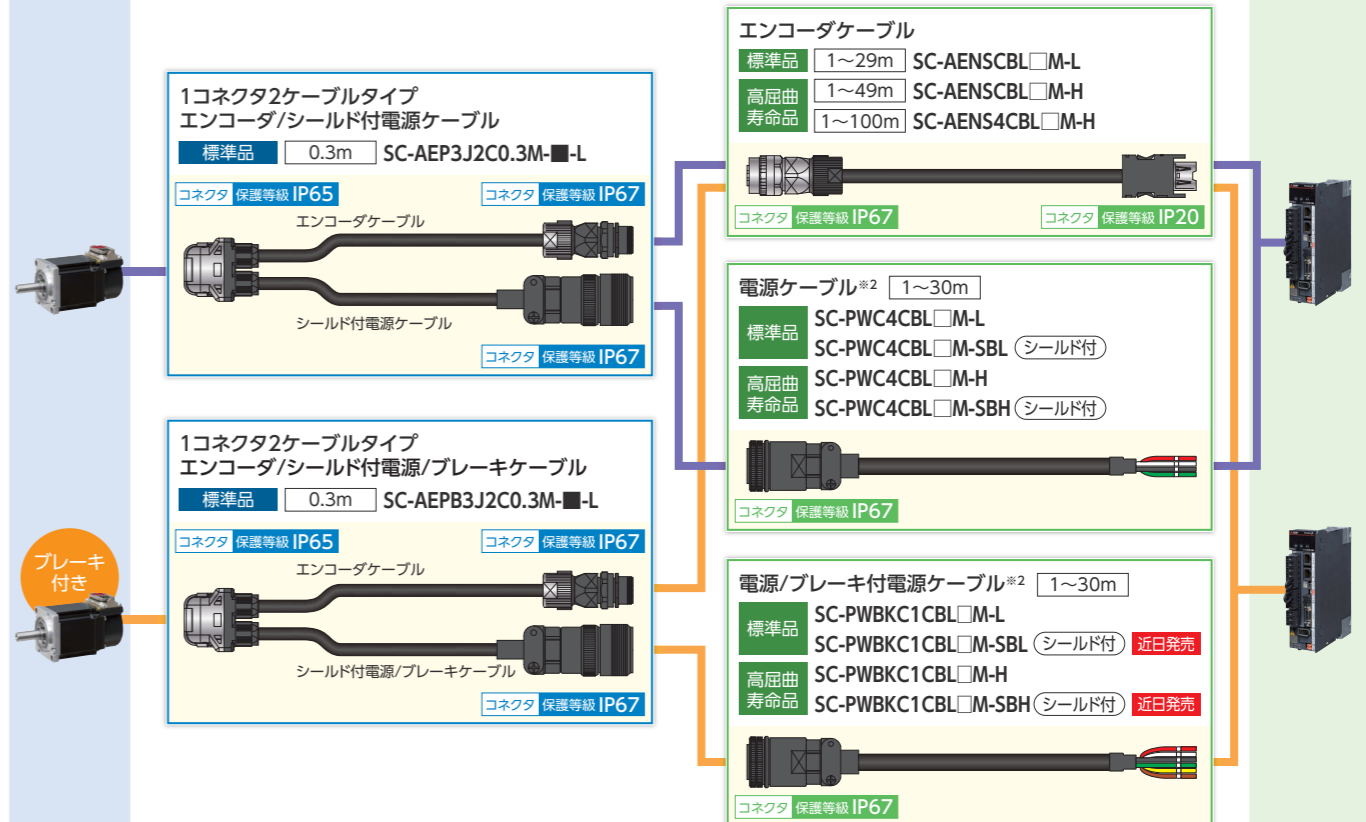 1コネクタ2ケーブルタイプ
エンコーダ/シールド付電源ケーブル
標準品 0.3m SC-AEP3J2C0.3M-■-L
コネクタ 保護等級 IP65
コネクタ 保護等級 IP67
エンコーダケーブル
シールド付電源ケーブル
コネクタ 保護等級 IP67
ブレーキ
付き
1コネクタ2ケーブルタイプ
エンコーダ/シールド付電源/ブレーキケーブル
標準品 0.3m SC-AEPB3J2C0.3M-■-L
コネクタ 保護等級 IP65
コネクタ 保護等級 IP67
エンコーダケーブル
シールド付電源/ブレーキケーブル
コネクタ 保護等級 IP67
エンコーダケーブル
標準品 1~29m SC-AENSCBL□M-L
高屈曲
寿命品
1~49m SC-AENSCBL□M-H
1~100m SC-AENS4CBL□M-H
コネクタ 保護等級 IP67
コネクタ 保護等級 IP20
電源ケーブル※2 1~30m
標準品
SC-PWC4CBL□M-L
SC-PWC4CBL□M-SBL シールド付
高屈曲
寿命品
SC-PWC4CBL□M-H
SC-PWC4CBL□M-SBH シールド付
コネクタ 保護等級 IP67
電源/ブレーキ付電源ケーブル※2 1~30m
標準品
SC-PWBKC1CBL□M-L
SC-PWBKC1CBL□M-SBL シールド付 近日発売
高屈曲
寿命品
SC-PWBKC1CBL□M-H
SC-PWBKC1CBL□M-SBH シールド付 近日発売
コネクタ 保護等級 IP67